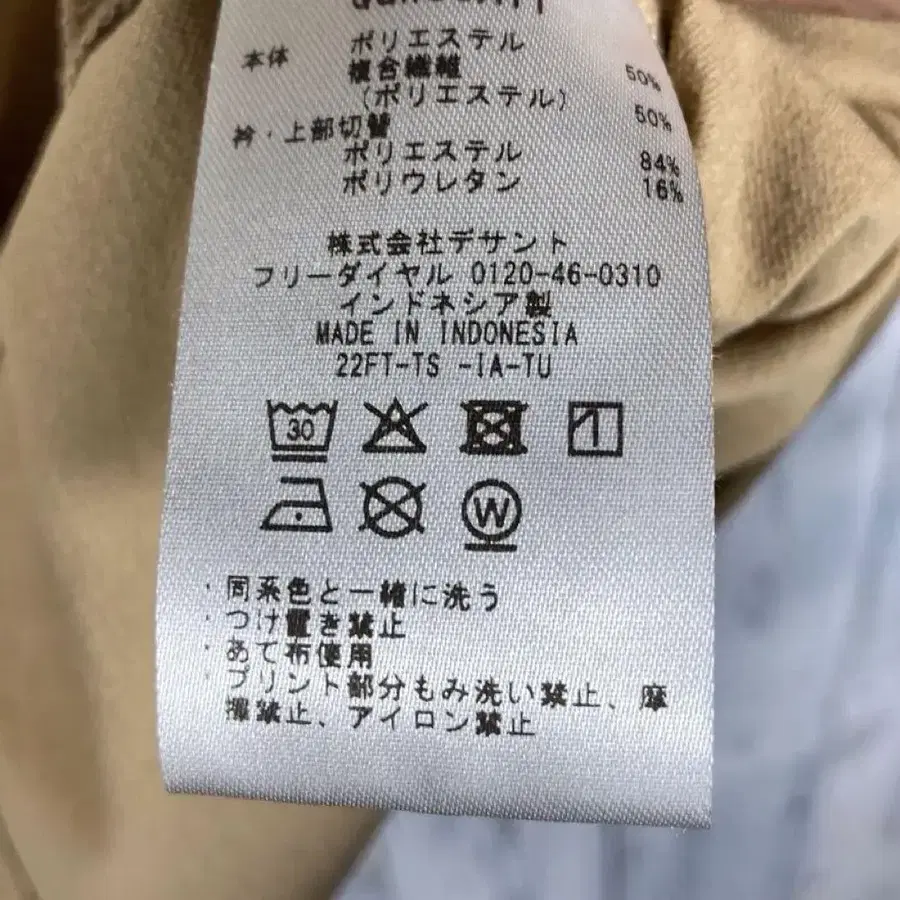 本体 ポリエステル 50%
複合繊維
(ポリエステル) 50%
衿・上部切替
ポリエステル 84%
ポリウレタン 16%
株式会社デサント
フリーダイヤル 0120-46-0310
インドネシア製
MADE IN INDONESIA
22FT-TS -IA-TU
30
W
・同系色と一緒に洗う
・つけ置き禁止
・あて布使用
・プリント部分もみ洗い禁止、摩
擦禁止、アイロン禁止